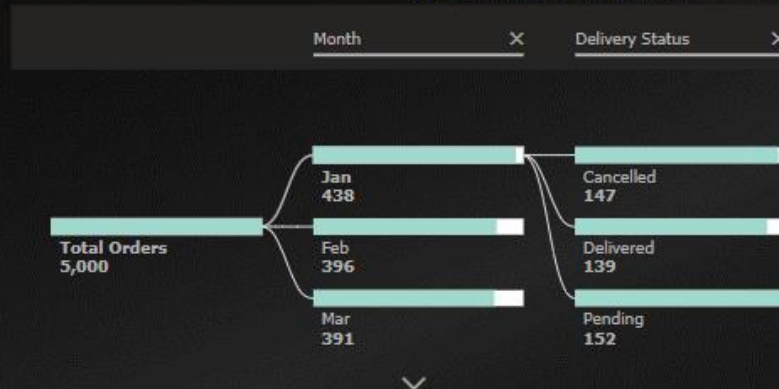 Month
Delivery Status
Total Orders
5,000
Jan
438
Feb
396
Mar
391
Cancelled
147
Delivered
139
Pending
152